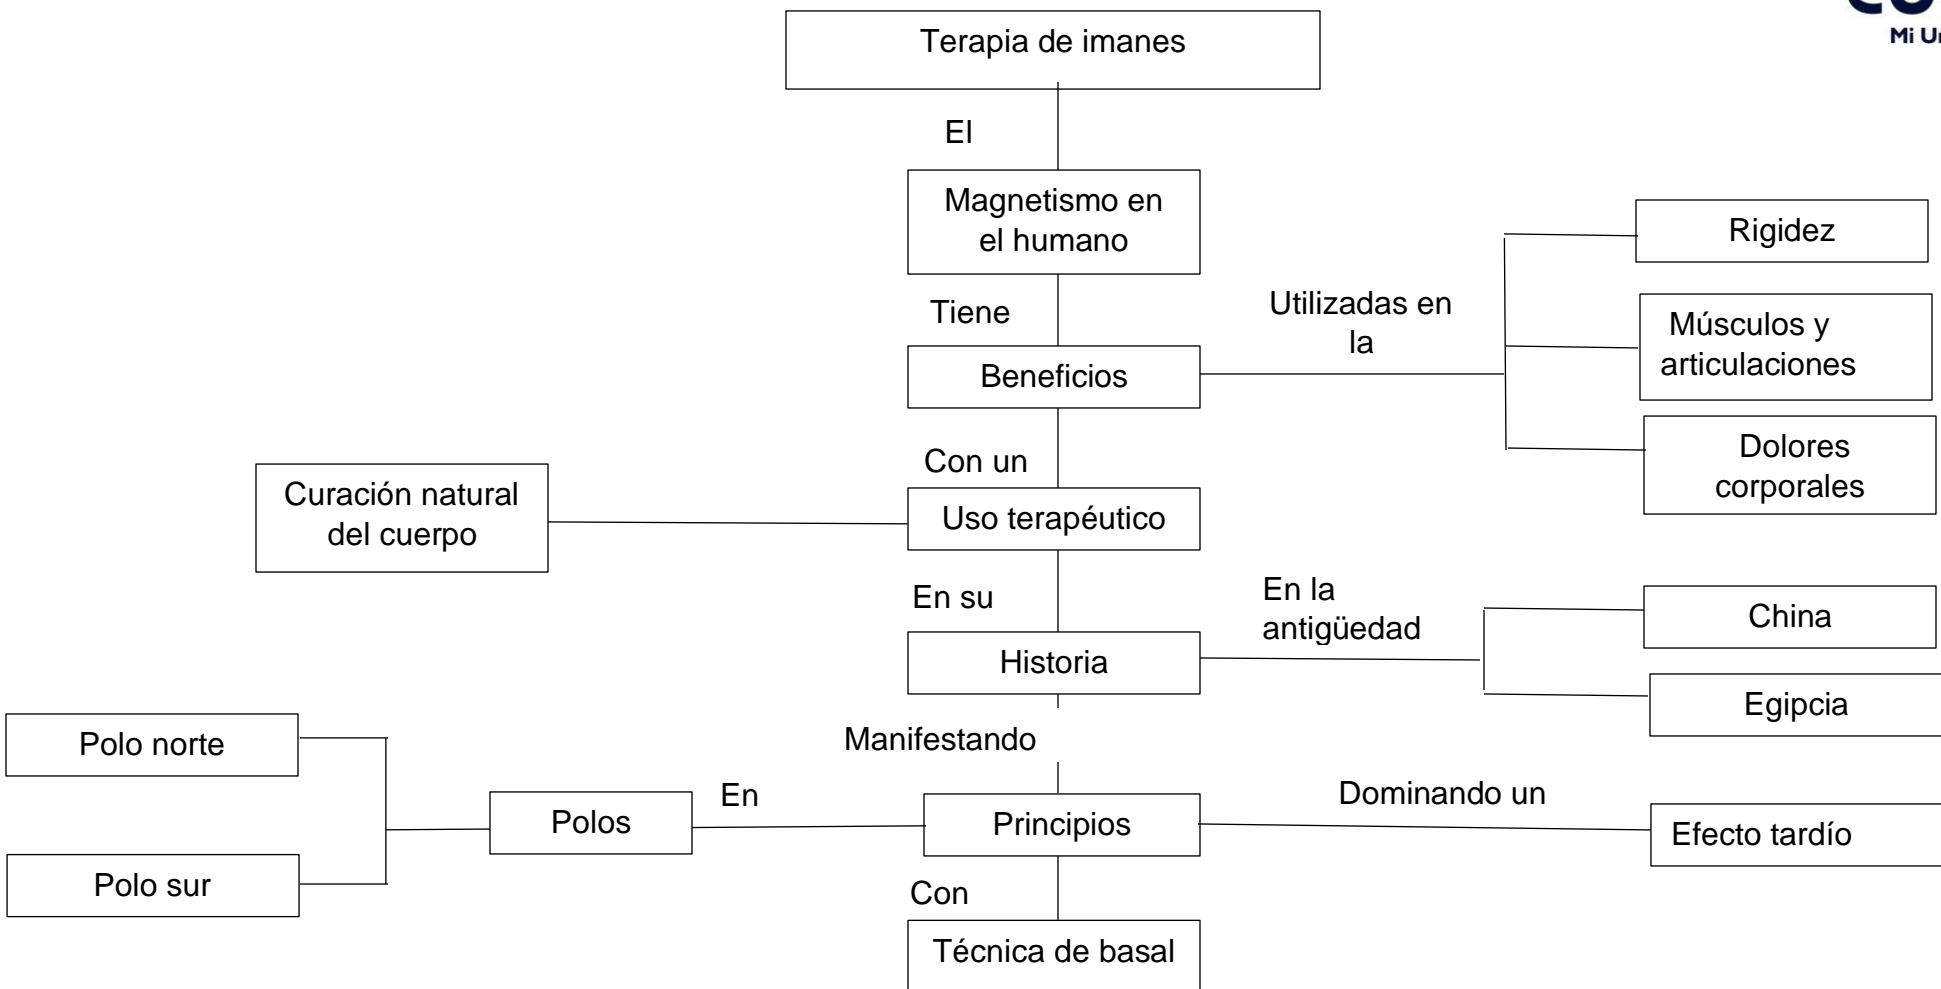 Terapia de imanes
Mi Un
El
Magnetismo en
el humano
Tiene
Beneficios
Utilizadas en
la
Rigidez
Músculos y
articulaciones
Dolores
corporales
Con un
Uso terapéutico
Curación natural
del cuerpo
En su
Historia
En la
antigüedad
China
Egipcia
Manifestando
Principios
En
Polos
Polo norte
Polo sur
Dominando un
Efecto tardío
Con
Técnica de basal